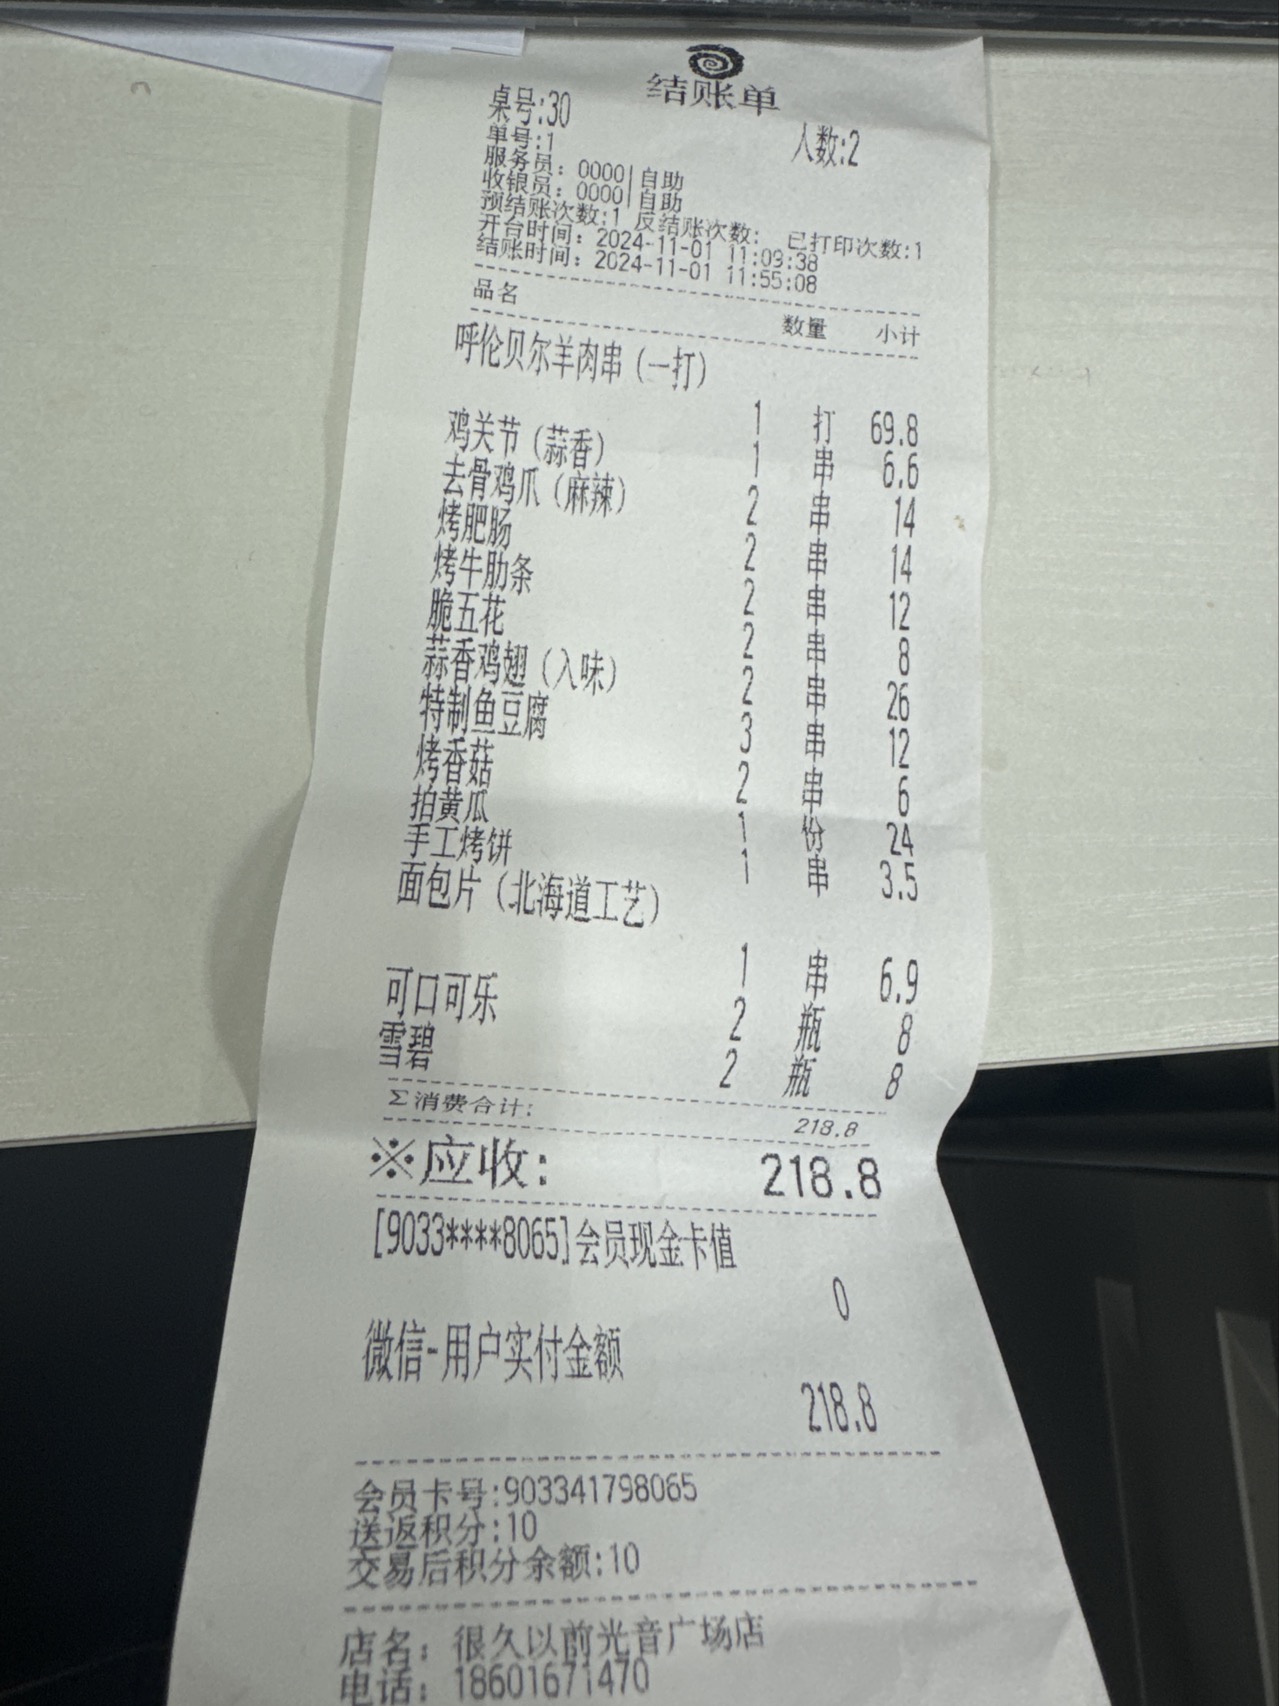 结账单
桌号:30 人数:2
单号:1
服务员: 0000|自助
收银员: 0000|自助
预结账次数:1 反结账次数: 已打印次数:1
开台时间: 2024-11-01 11:09:38
结账时间: 2024-11-01 11:55:08
品名 数量 小计
呼伦贝尔羊肉串(一打)
1 打 69.8
鸡关节(蒜香) 1 串 6.6
去骨鸡爪(麻辣) 2 串 14
烤肥肠 2 串 14
烤牛肋条 2 串 12
脆五花 2 串 8
蒜香鸡翅(入味) 2 串 26
特制鱼豆腐 3 串 12
烤香菇 2 串 6
拍黄瓜 1 份 24
手工烤饼 1 串 3.5
面包片(北海道工艺)
1 串 6.9
可口可乐 2 瓶 8
雪碧 2 瓶 8
Σ消费合计: 218.8
※应收: 218.8
[9033****8065]会员现金卡值
0
微信-用户实付金额
218.8
会员卡号:903341798065
送返积分:10
交易后积分余额:10
店名: 很久以前光音广场店
电话: 18601671470